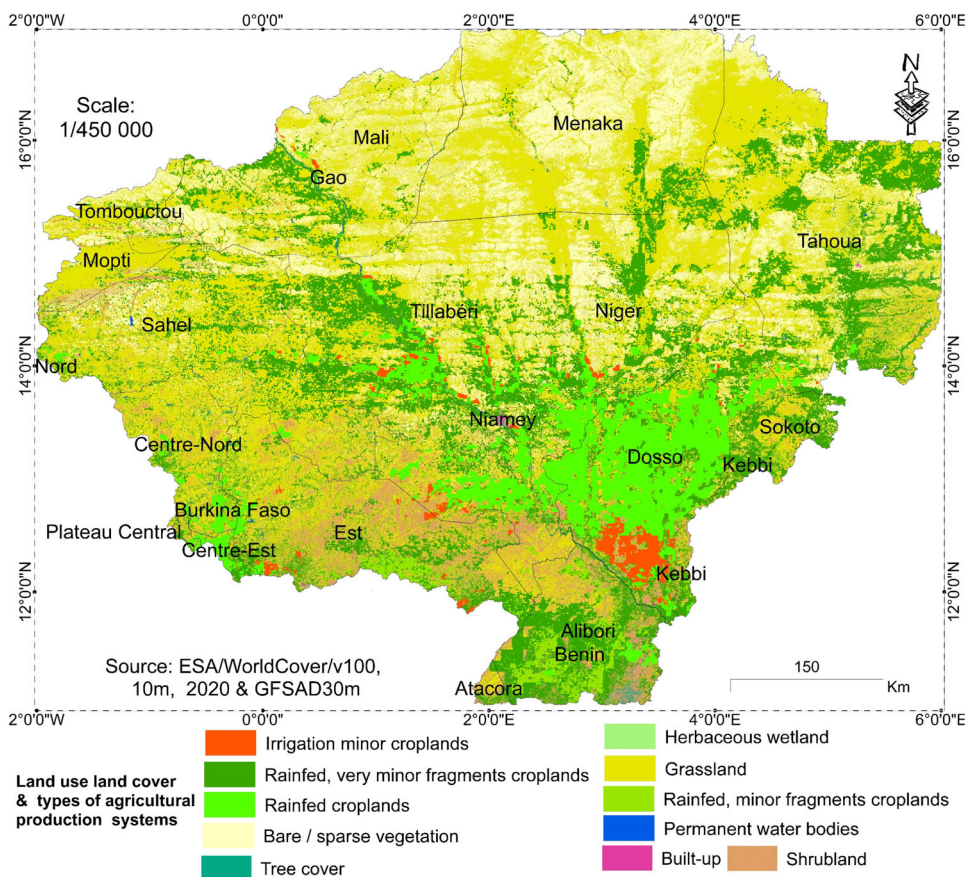 2°0'0"W 0°0'0" 2°0'0"E 4°0'0"E 6°0'0"E
N
Scale:
1/450 000
Mali
Menaka
16°0'0"N 16°0'0"N
Gao
Tombouctou
Tahoua
Mopti
Tillabéri
Niger
Sahel
Nord
14°0'0"N 14°0'0"N
Niamey
Sokoto
Centre-Nord
Dosso
Kebbi
Burkina Faso
Plateau Central
Est
Centre-Est
Kebbi
12°0'0"N 12°0'0"N
Alibori
Benin
Source: ESA/WorldCover/v100,
10m, 2020 & GFSAD30m
Atacora
150
Km
2°0'0"W 0°0'0" 2°0'0"E 4°0'0"E 6°0'0"E
Land use land cover
& types of agricultural
production systems
Irrigation minor croplands
Rainfed, very minor fragments croplands
Rainfed croplands
Bare / sparse vegetation
Tree cover
Herbaceous wetland
Grassland
Rainfed, minor fragments croplands
Permanent water bodies
Built-up Shrubland